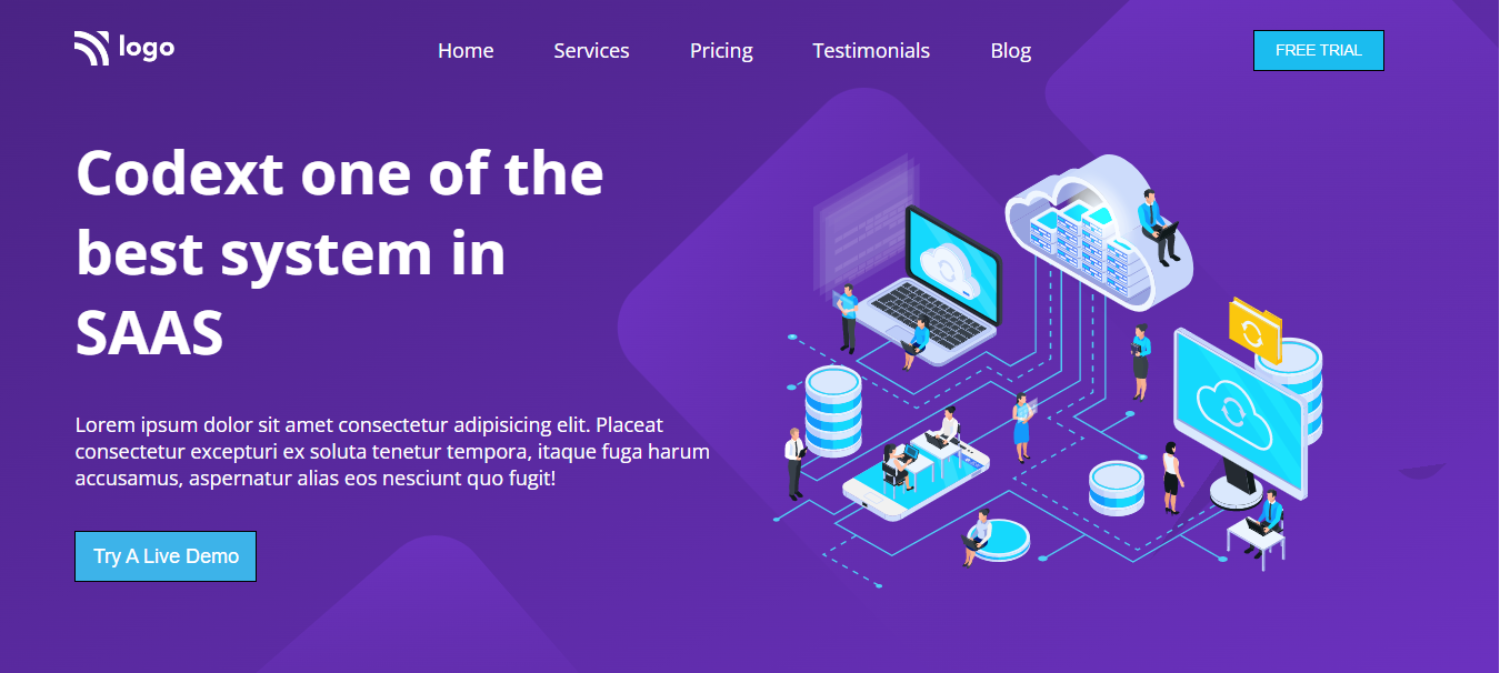 logo
Home
Services
Pricing
Testimonials
Blog
FREE TRIAL
Codext one of the
best system in
SAAS
Lorem ipsum dolor sit amet consectetur adipisicing elit. Placeat
consectetur excepturi ex soluta tenetur tempora, itaque fuga harum
accusamus, aspernatur alias eos nesciunt quo fugit!
Try A Live Demo